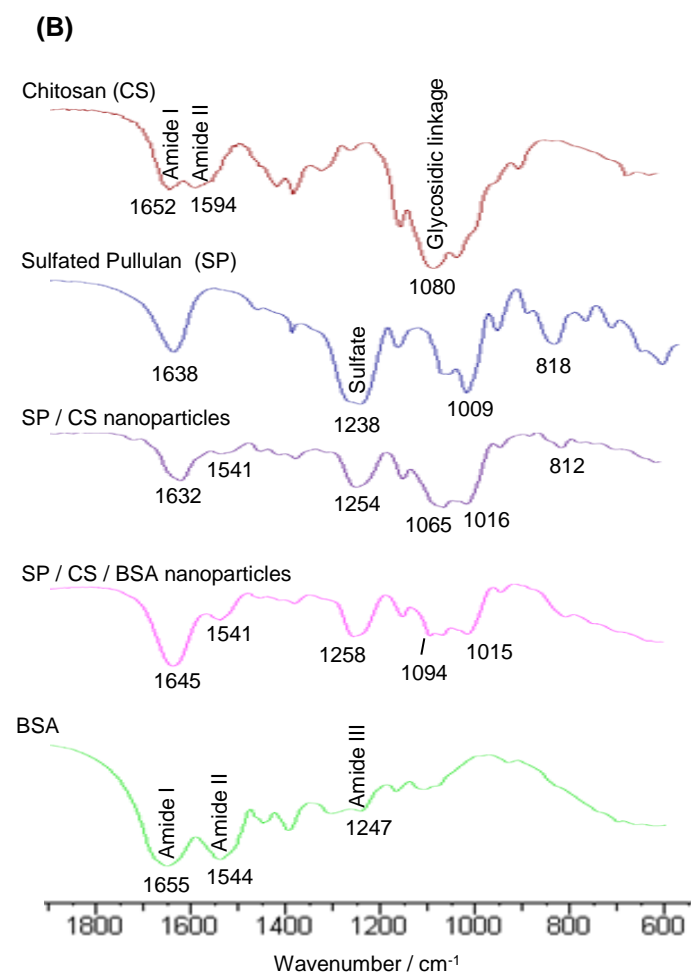 (B)
Chitosan (CS)
Amide I
Amide II
Glycosidic linkage
1652
1594
1080
Sulfated Pullulan (SP)
Sulfate
1638
1238
1009
818
SP / CS nanoparticles
1632
1541
1254
1065
1016
812
SP / CS / BSA nanoparticles
1645
1541
1258
1094
1015
BSA
Amide I
Amide II
Amide III
1655
1544
1247
1800 1600 1400 1200 1000 800 600
Wavenumber / cm-1